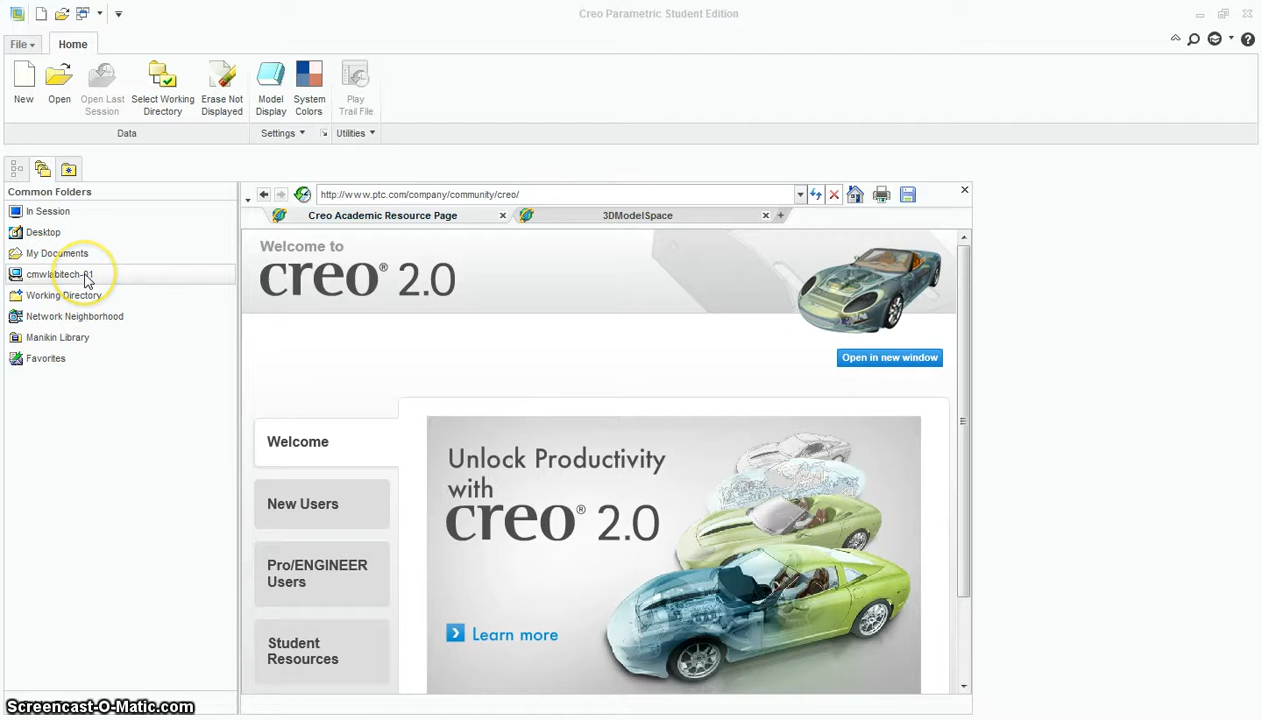 Creo Parametric Student Edition
File
Home
New
Open
Open Last
Session
Select Working
Directory
Erase Not
Displayed
Model
Display
System
Colors
Play
Trail File
Data
Settings
Utilities
Common Folders
In Session
Desktop
My Documents
Working Directory
Network Neighborhood
Manikin Library
Favorites
http://www.ptc.com/company/community/creo/
Creo Academic Resource Page
3DModelSpace
Welcome to
creo® 2.0
Open in new window
Welcome
New Users
Pro/ENGINEER
Users
Student
Resources
Unlock Productivity
with
creo® 2.0
Learn more
Screencast-O-Matic.com